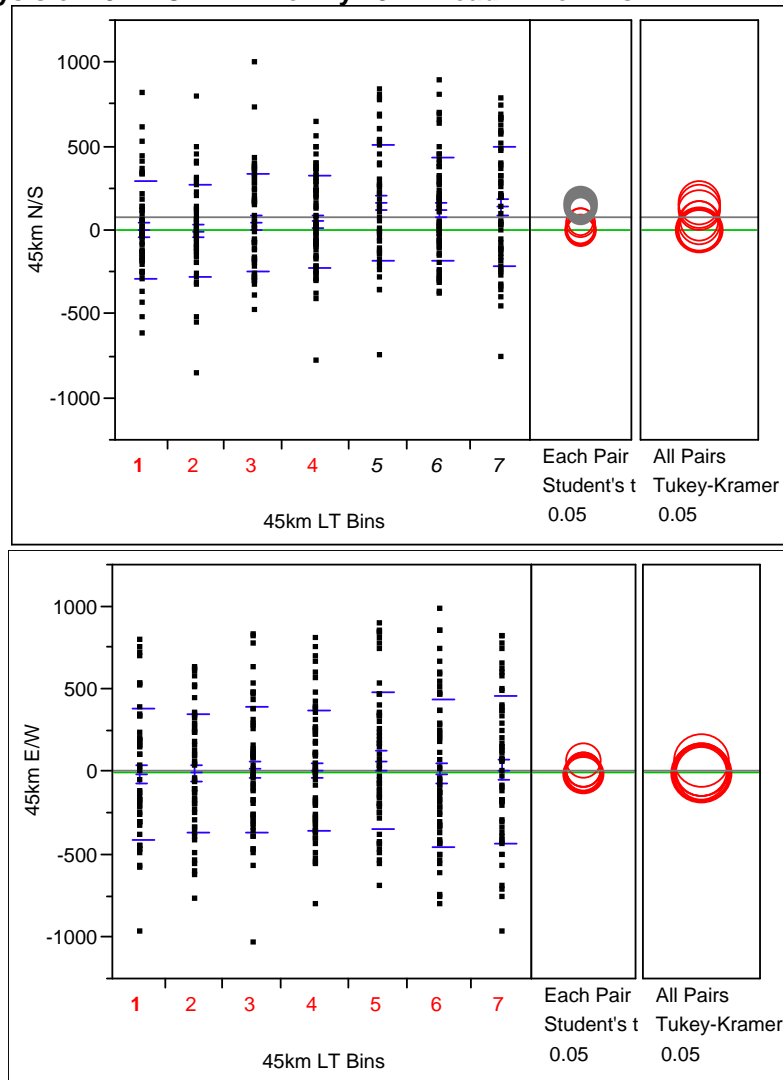 1000
500
0
-500
-1000
45km N/S
1 2 3 4 5 6 7
45km LT Bins
Each Pair
Student's t
0.05
All Pairs
Tukey-Kramer
0.05
1000
500
0
-500
-1000
45km E/W
1 2 3 4 5 6 7
45km LT Bins
Each Pair
Student's t
0.05
All Pairs
Tukey-Kramer
0.05